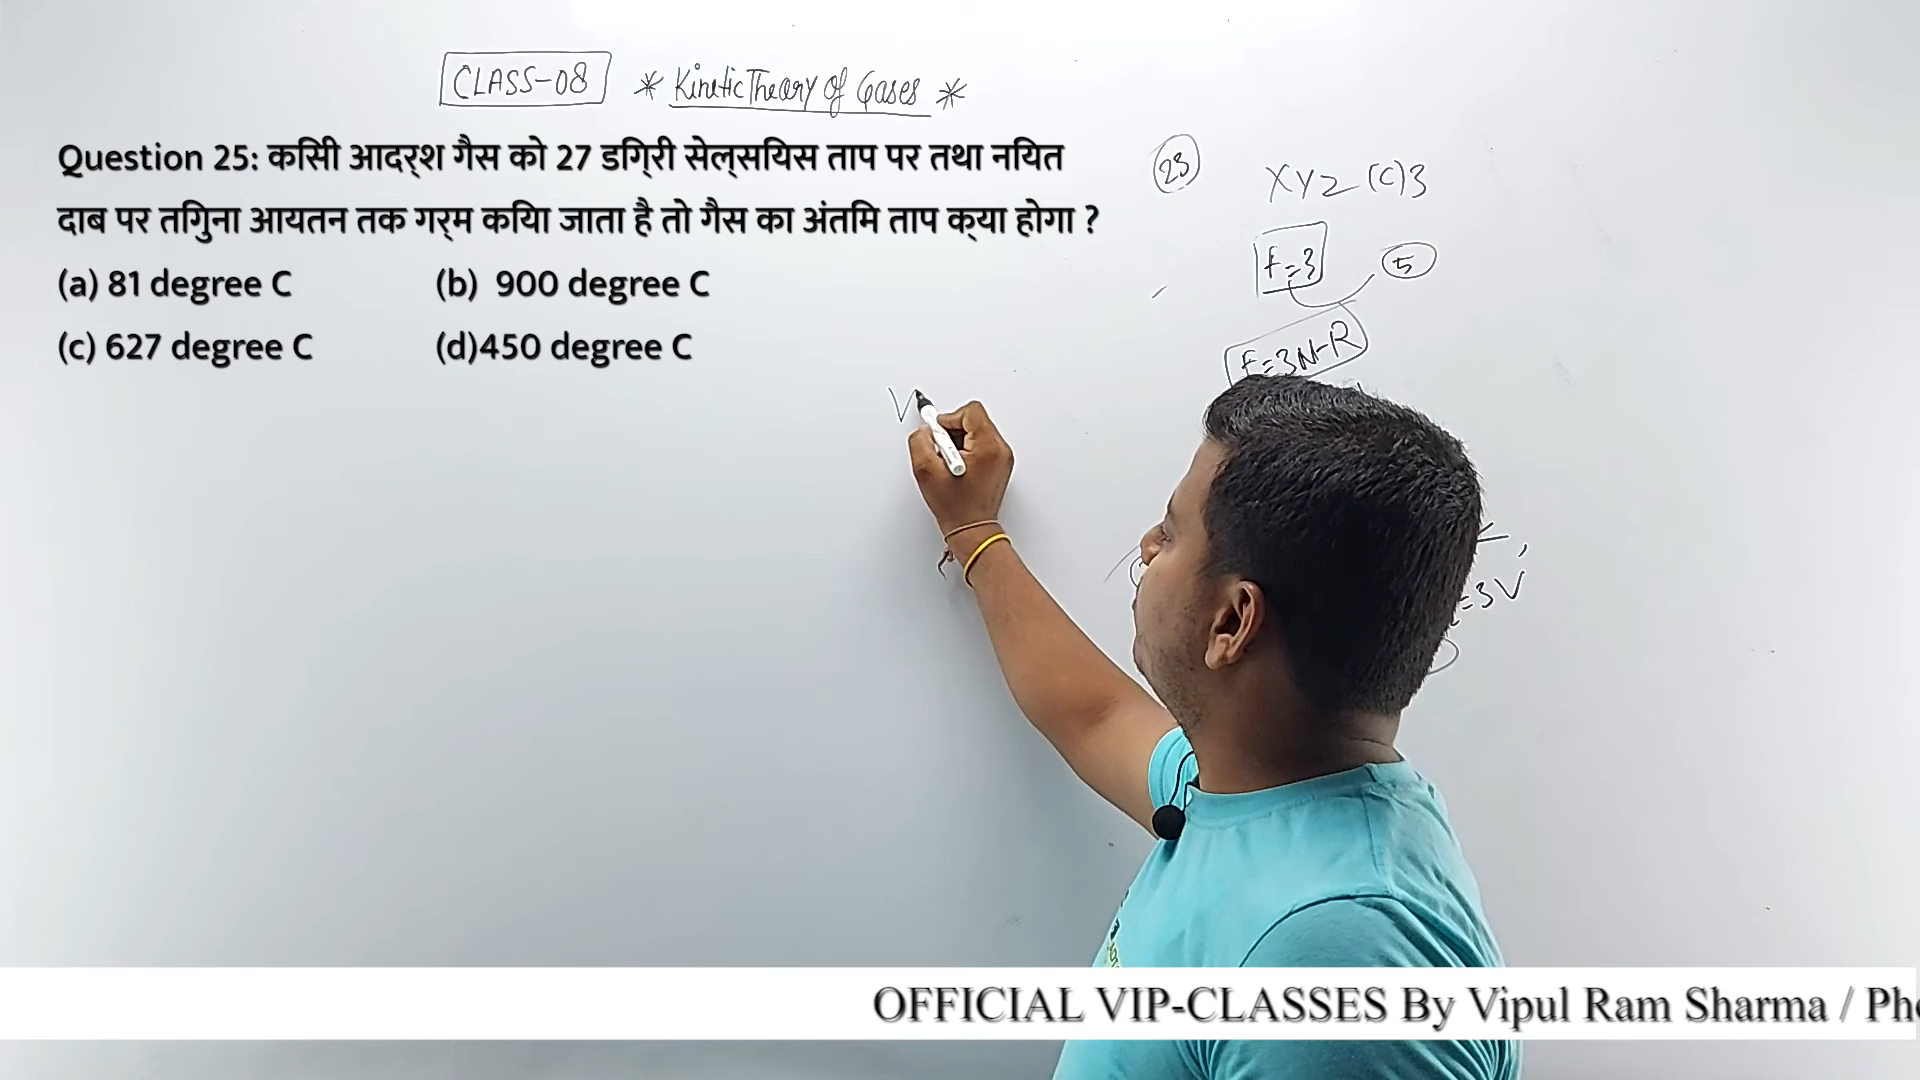 CLASS-08 * Kinetic Theory of Gases *
Question 25: किसी आदर्श गैस को 27 डिग्री सेल्सियस ताप पर तथा नियत
दाब पर तिगुना आयतन तक गर्म किया जाता है तो गैस का अंतिम ताप क्या होगा ?
(a) 81 degree C (b) 900 degree C
(c) 627 degree C (d)450 degree C
23
XYZ (C)3
F=3 5
F=3N-R
V
=3V
OFFICIAL VIP-CLASSES By Vipul Ram Sharma /